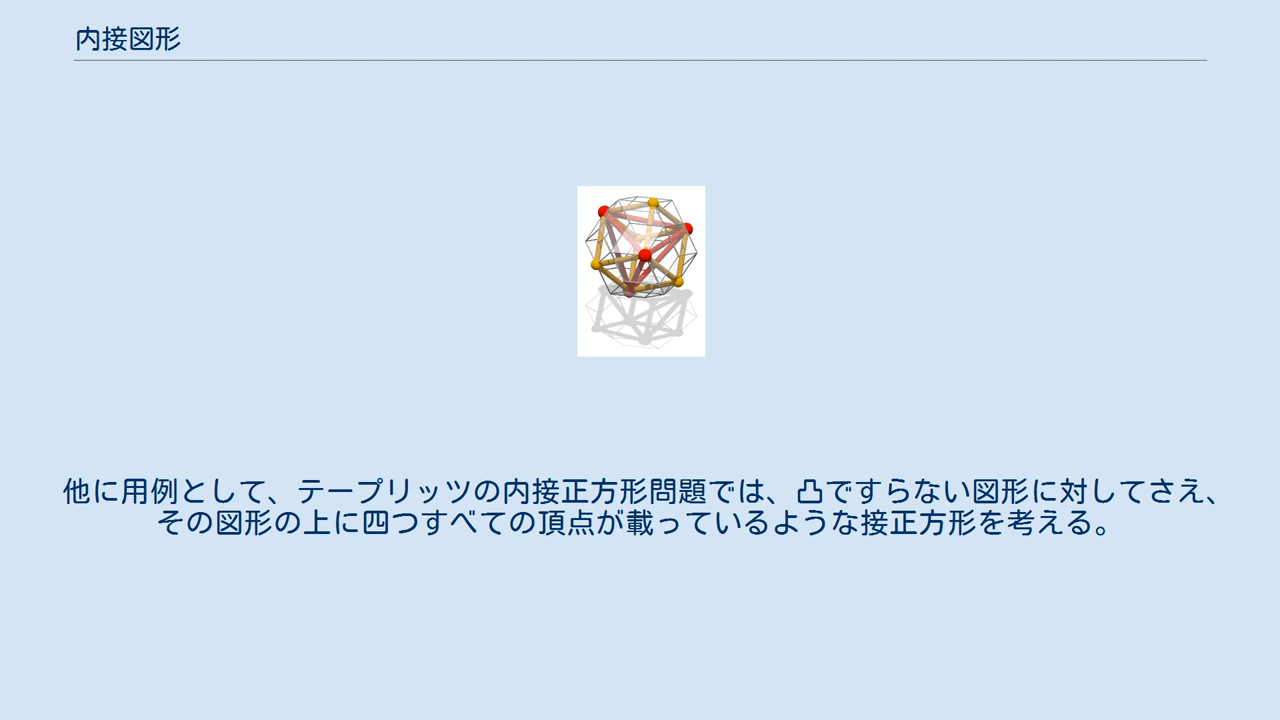 内接図形
他に用例として、テープリッツの内接正方形問題では、凸ですらない図形に対してさえ、
その図形の上に四つすべての頂点が載っているような接正方形を考える。